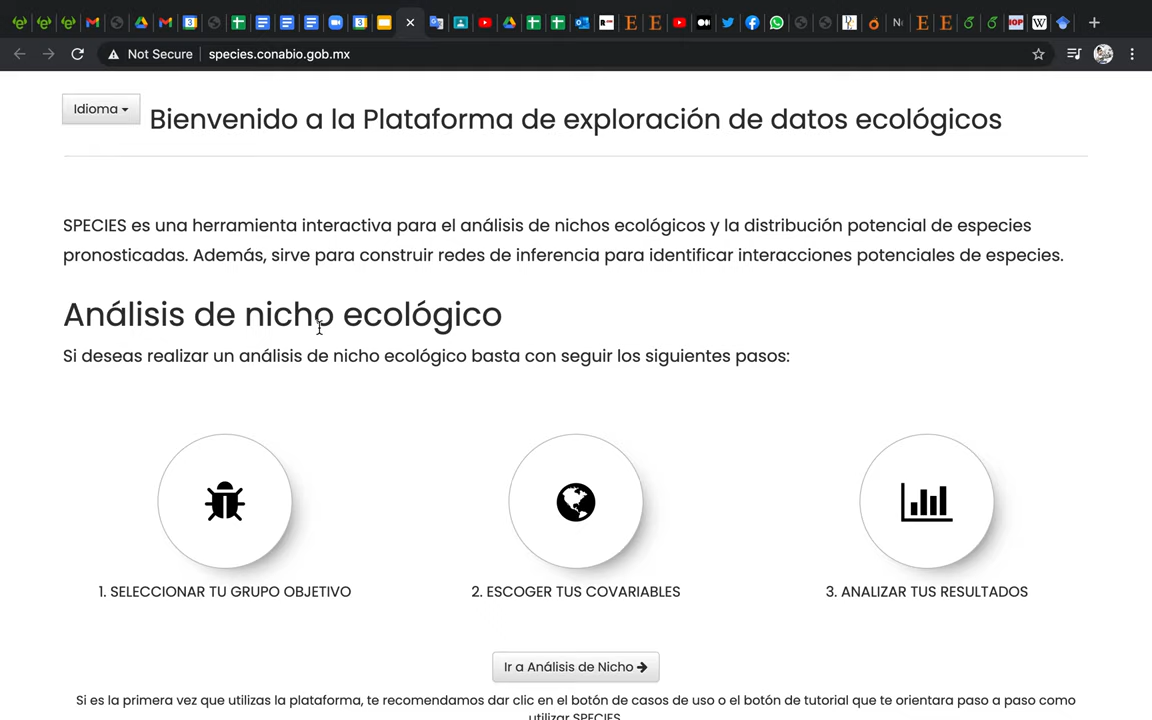 Not Secure species.conabio.gob.mx
Idioma
Bienvenido a la Plataforma de exploración de datos ecológicos
SPECIES es una herramienta interactiva para el análisis de nichos ecológicos y la distribución potencial de especies
pronosticadas. Además, sirve para construir redes de inferencia para identificar interacciones potenciales de especies.
Análisis de nicho ecológico
Si deseas realizar un análisis de nicho ecológico basta con seguir los siguientes pasos:
1. SELECCIONAR TU GRUPO OBJETIVO
2. ESCOGER TUS COVARIABLES
3. ANALIZAR TUS RESULTADOS
Ir a Análisis de Nicho
Si es la primera vez que utilizas la plataforma, te recomendamos dar clic en el botón de casos de uso o el botón de tutorial que te orientara paso a paso como
utilizar SPECIES